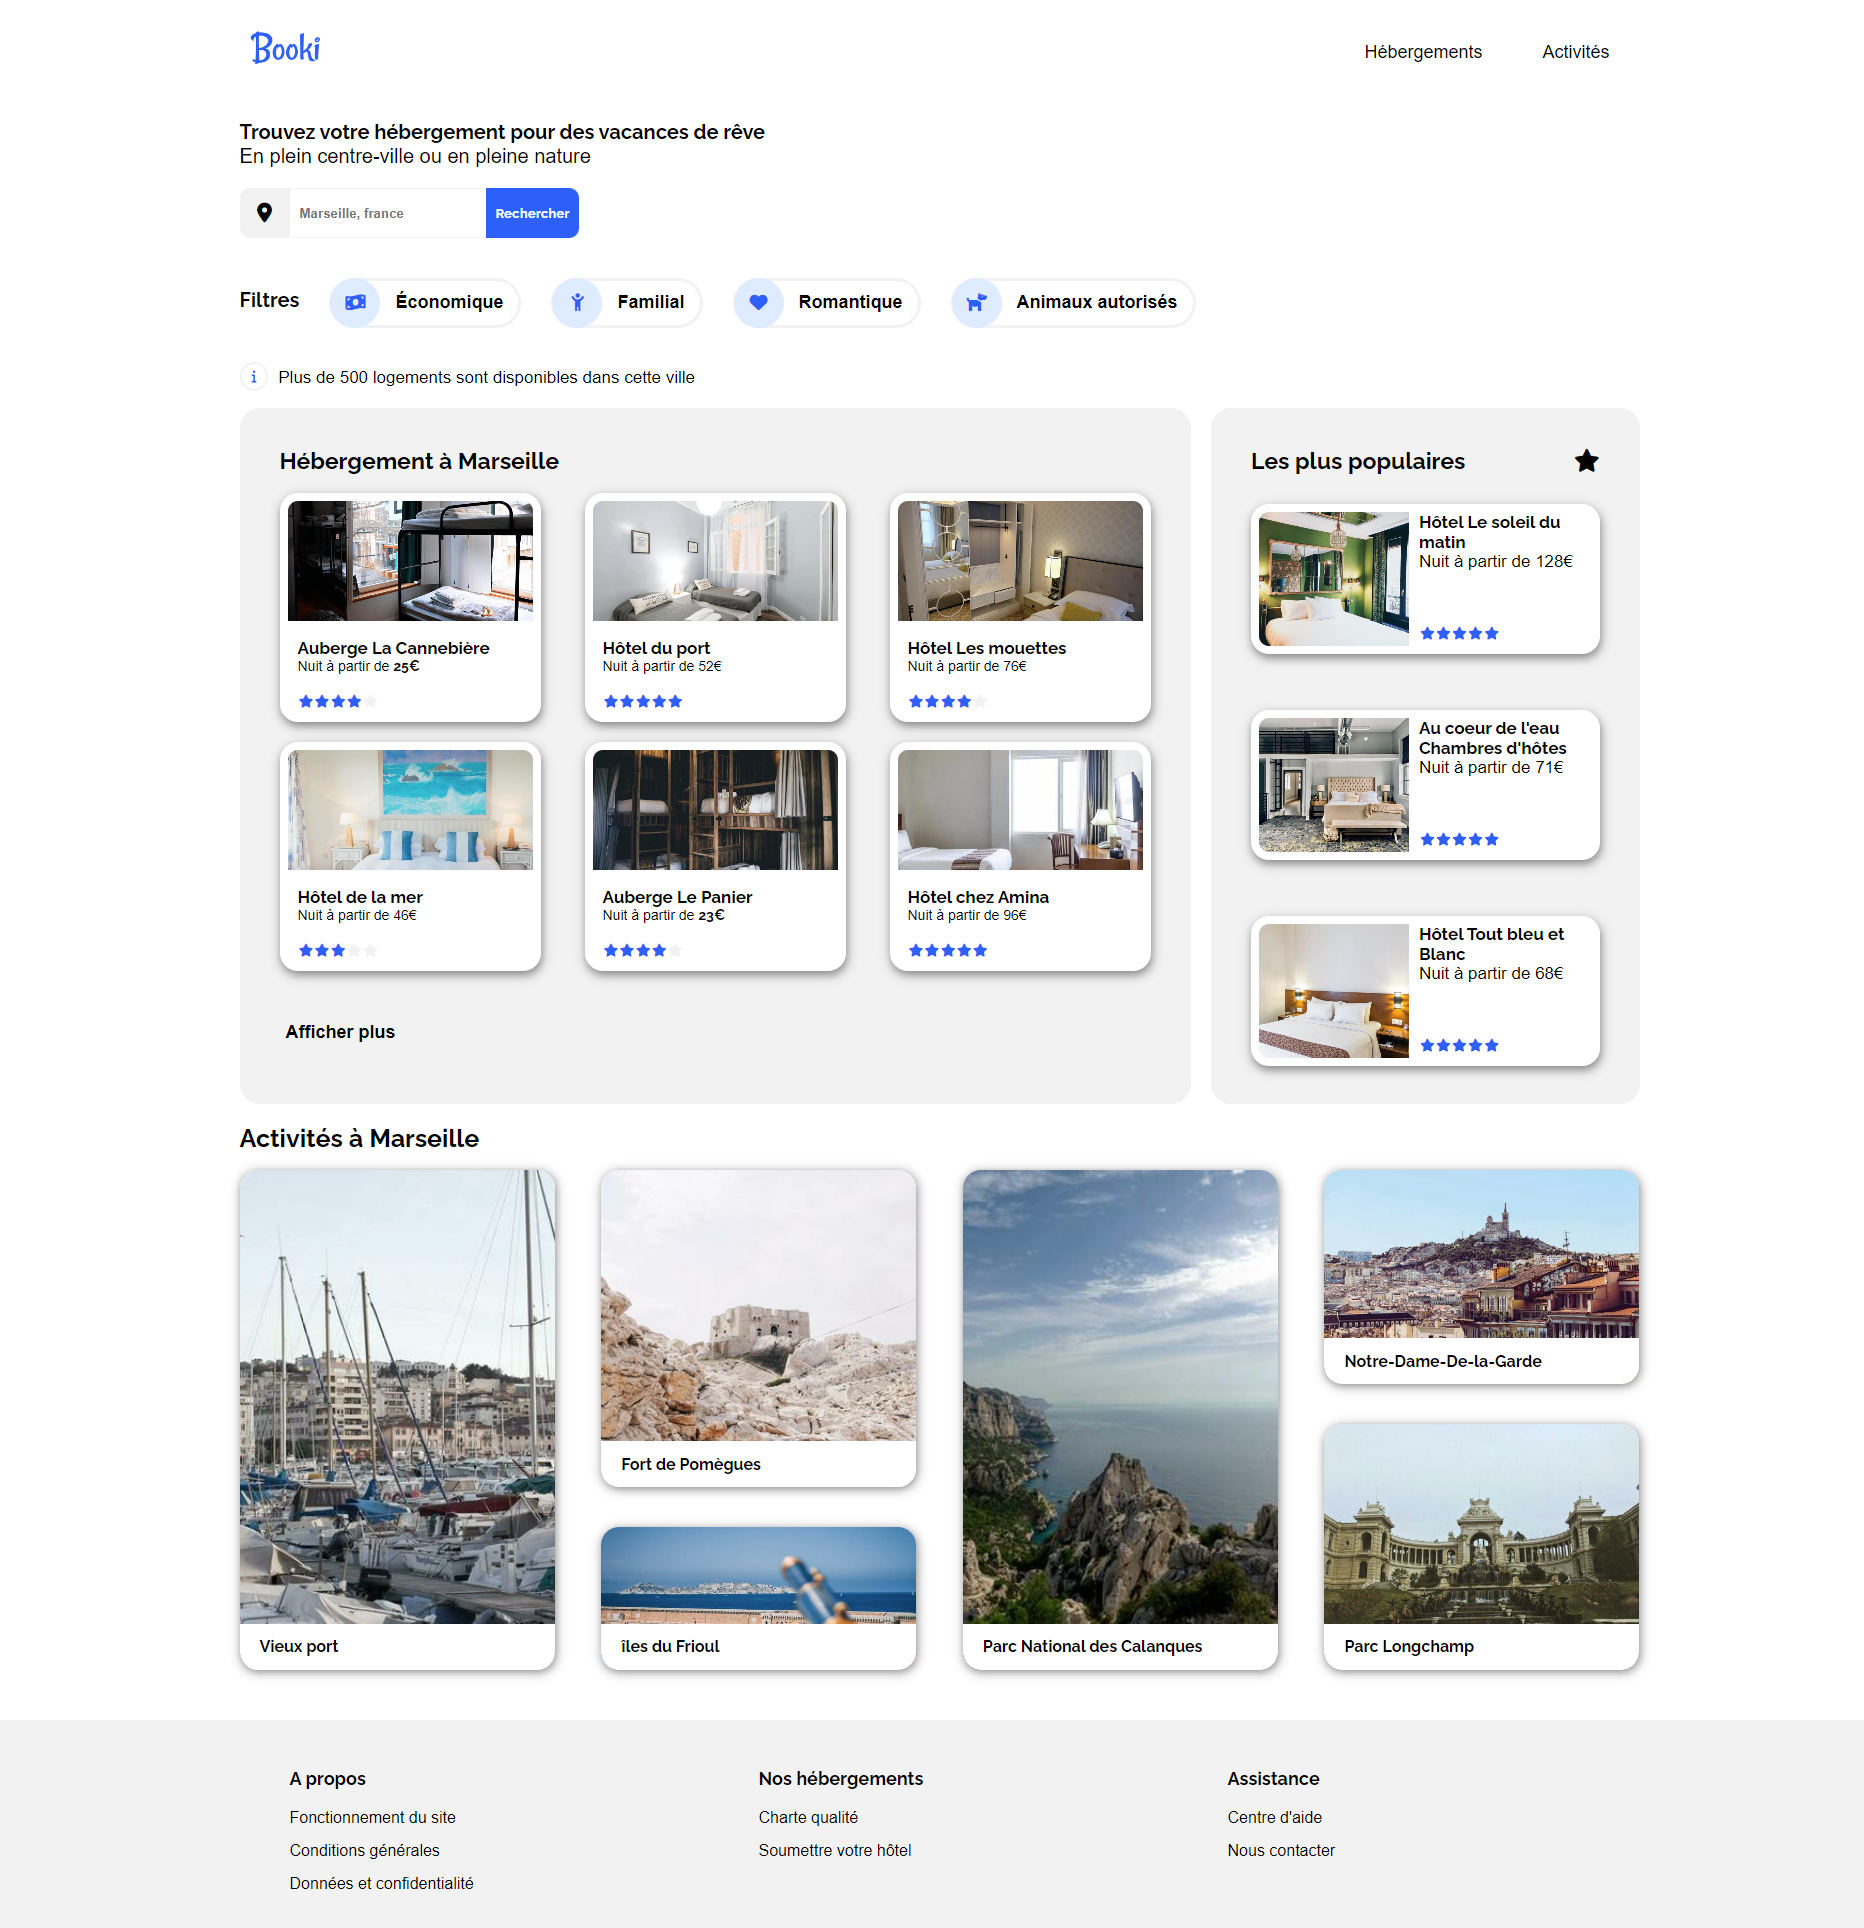 Booki
Hébergements
Activités
Trouvez votre hébergement pour des vacances de rêve
En plein centre-ville ou en pleine nature
Marseille, france
Rechercher
Filtres
Économique
Familial
Romantique
Animaux autorisés
i
Plus de 500 logements sont disponibles dans cette ville
Hébergement à Marseille
Auberge La Cannebière
Nuit à partir de 25€
Hôtel du port
Nuit à partir de 52€
Hôtel Les mouettes
Nuit à partir de 76€
Hôtel de la mer
Nuit à partir de 46€
Auberge Le Panier
Nuit à partir de 23€
Hôtel chez Amina
Nuit à partir de 96€
Afficher plus
Les plus populaires
Hôtel Le soleil du
matin
Nuit à partir de 128€
Au coeur de l'eau
Chambres d'hôtes
Nuit à partir de 71€
Hôtel Tout bleu et
Blanc
Nuit à partir de 68€
Activités à Marseille
Vieux port
Fort de Pomègues
îles du Frioul
Parc National des Calanques
Notre-Dame-De-la-Garde
Parc Longchamp
A propos
Fonctionnement du site
Conditions générales
Données et confidentialité
Nos hébergements
Charte qualité
Soumettre votre hôtel
Assistance
Centre d'aide
Nous contacter